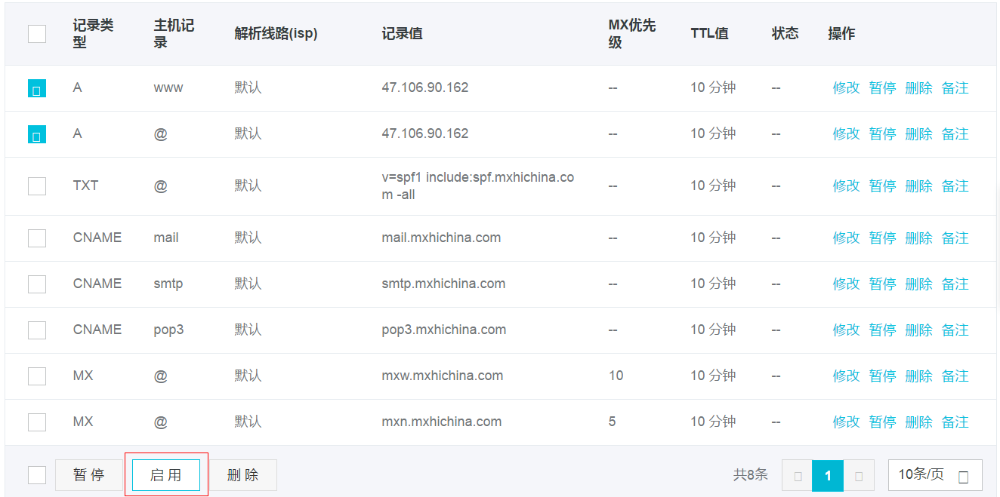 记录类型 主机记录 解析线路(isp) 记录值 MX优先级 TTL值 状态 操作
A www 默认 47.106.90.162 -- 10 分钟 -- 修改 暂停 删除 备注
A @ 默认 47.106.90.162 -- 10 分钟 -- 修改 暂停 删除 备注
TXT @ 默认 v=spf1 include:spf.mxhichina.com -all -- 10 分钟 -- 修改 暂停 删除 备注
CNAME mail 默认 mail.mxhichina.com -- 10 分钟 -- 修改 暂停 删除 备注
CNAME smtp 默认 smtp.mxhichina.com -- 10 分钟 -- 修改 暂停 删除 备注
CNAME pop3 默认 pop3.mxhichina.com -- 10 分钟 -- 修改 暂停 删除 备注
MX @ 默认 mxw.mxhichina.com 10 10 分钟 -- 修改 暂停 删除 备注
MX @ 默认 mxn.mxhichina.com 5 10 分钟 -- 修改 暂停 删除 备注
暂 停 启 用 删 除 共8条 1 10条/页